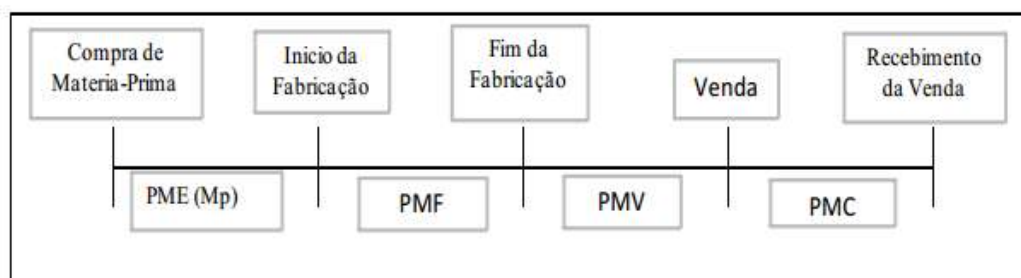 Compra de
Materia-Prima
Inicio da
Fabricação
Fim da
Fabricação
Venda
Recebimento
da Venda
PME (Mp)
PMF
PMV
PMC